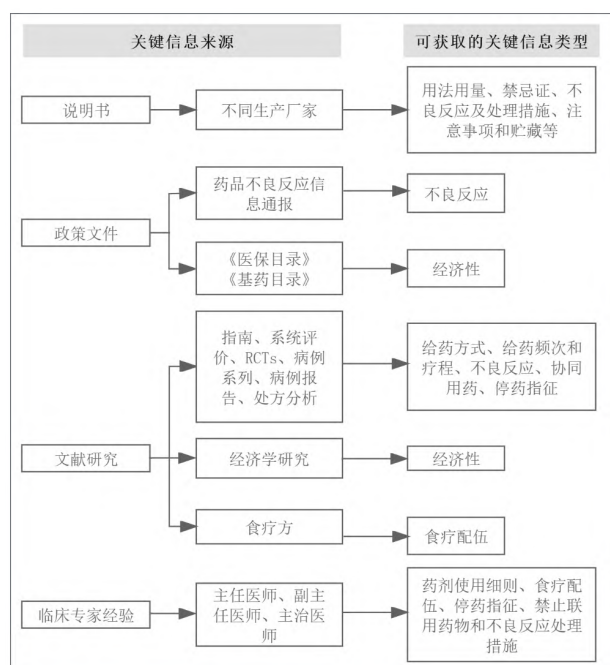 关键信息来源
可获取的关键信息类型
说明书
不同生产厂家
用法用量、禁忌证、不
良反应及处理措施、注
意事项和贮藏等
政策文件
药品不良反应信
息通报
不良反应
《医保目录》
《基药目录》
经济性
文献研究
指南、系统评
价、RCTs、病例
系列、病例报
告、处方分析
给药方式、给药频次和
疗程、不良反应、协同
用药、停药指征
经济学研究
经济性
食疗方
食疗配伍
临床专家经验
主任医师、副主
任医师、主治医
师
药剂使用细则、食疗配
伍、停药指征、禁止联
用药物和不良反应处理
措施